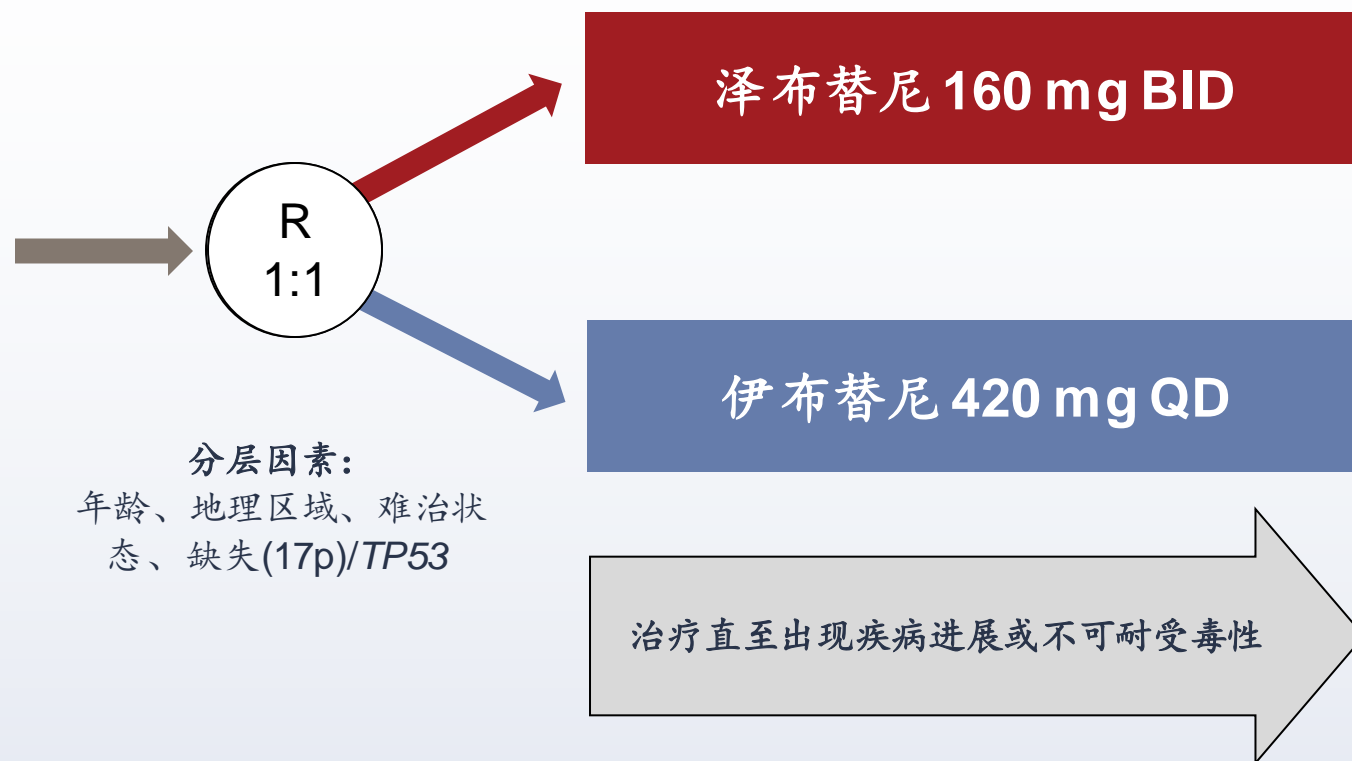 泽布替尼 160 mg BID
R
1:1
伊布替尼 420 mg QD
分层因素:
年龄、地理区域、难治状
态、缺失(17p)/TP53
治疗直至出现疾病进展或不可耐受毒性